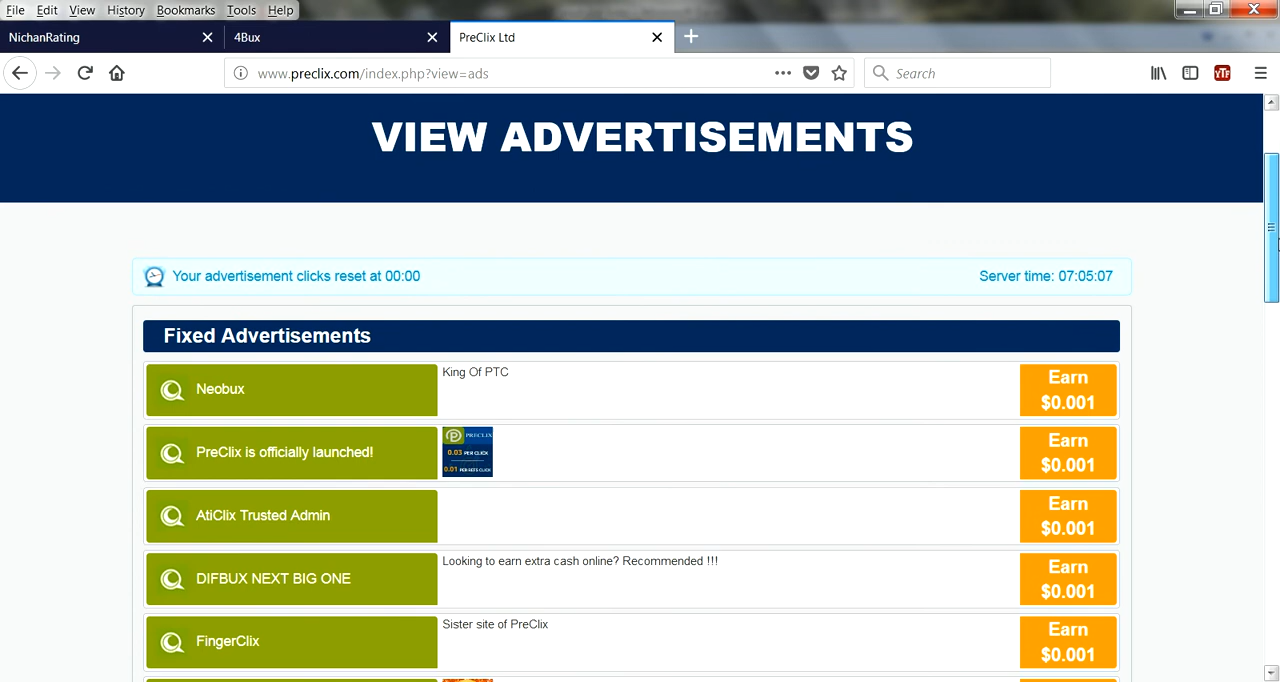 File Edit View History Bookmarks Tools Help
NichanRating
4Bux
PreClix Ltd
www.preclix.com/index.php?view=ads
Search
YTF
VIEW ADVERTISEMENTS
Your advertisement clicks reset at 00:00
Server time: 07:05:07
Fixed Advertisements
Neobux
King Of PTC
Earn
$0.001
PreClix is officially launched!
PRECLIX
0.03 PER CLICK
0.01 PER REF'S CLICK
Earn
$0.001
AtiClix Trusted Admin
Earn
$0.001
DIFBUX NEXT BIG ONE
Looking to earn extra cash online? Recommended !!!
Earn
$0.001
FingerClix
Sister site of PreClix
Earn
$0.001